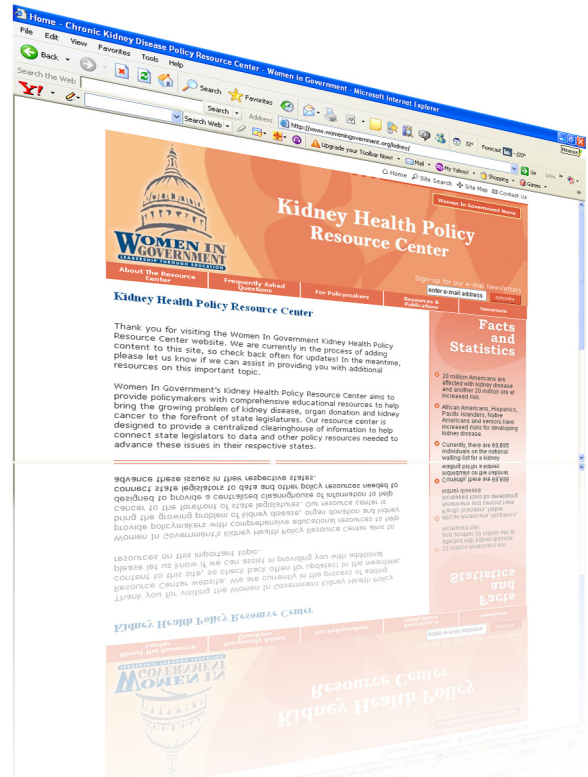 Home - Chronic Kidney Disease Policy Resource Center - Women in Government - Microsoft Internet Explorer
File Edit View Favorites Tools Help
Back Search Favorites
Search the Web Search Address http://www.womeningovernment.org/kidney/ 32° Forecast
Y! Search Web Upgrade your Toolbar Now! Mail My Yahoo! Shopping Games Go Links
Home Site Search Site Map Contact Us
Women In Government Home
Kidney Health Policy
Resource Center
WOMEN IN
GOVERNMENT
LEADERSHIP THROUGH EDUCATION
Sign-up for our e-mail Newsletters
enter e-mail address subscribe
About The Resource Center
Frequently Asked Questions
For Policymakers
Resources & Publications
Newsroom
Kidney Health Policy Resource Center
Thank you for visiting the Women In Government Kidney Health Policy
Resource Center website. We are currently in the process of adding
content to this site, so check back often for updates! In the meantime,
please let us know if we can assist in providing you with additional
resources on this important topic.
Women In Government's Kidney Health Policy Resource Center aims to
provide policymakers with comprehensive educational resources to help
bring the growing problem of kidney disease, organ donation and kidney
cancer to the forefront of state legislatures. Our resource center is
designed to provide a centralized clearinghouse of information to help
connect state legislators to data and other policy resources needed to
advance these issues in their respective states.
Facts
and
Statistics
20 million Americans are
affected with kidney disease
and another 20 million are at
increased risk.
African Americans, Hispanics,
Pacific Islanders, Native
Americans and seniors have
increased risks for developing
kidney disease.
Currently, there are 69,695
individuals on the national
waiting list for a kidney